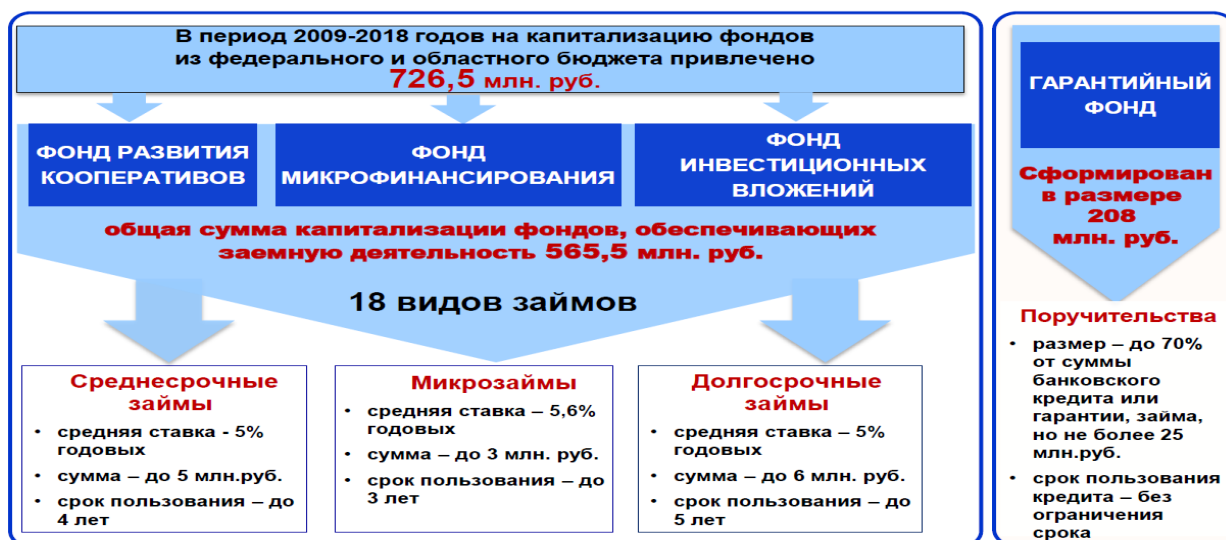 В период 2009-2018 годов на капитализацию фондов
из федерального и областного бюджета привлечено
726,5 млн. руб.
ФОНД РАЗВИТИЯ
КООПЕРАТИВОВ
ФОНД
МИКРОФИНАНСИРОВАНИЯ
ФОНД
ИНВЕСТИЦИОННЫХ
ВЛОЖЕНИЙ
общая сумма капитализации фондов, обеспечивающих
заемную деятельность 565,5 млн. руб.
18 видов займов
Среднесрочные
займы
• средняя ставка - 5%
годовых
• сумма – до 5 млн.руб.
• срок пользования – до
4 лет
Микрозаймы
• средняя ставка – 5,6%
годовых
• сумма – до 3 млн. руб.
• срок пользования – до
3 лет
Долгосрочные
займы
• средняя ставка – 5%
годовых
• сумма – до 6 млн. руб.
• срок пользования – до
5 лет
ГАРАНТИЙНЫЙ
ФОНД
Сформирован
в размере
208
млн. руб.
Поручительства
• размер – до 70%
от суммы
банковского
кредита или
гарантии, займа,
но не более 25
млн.руб.
• срок пользования
кредита – без
ограничения
срока